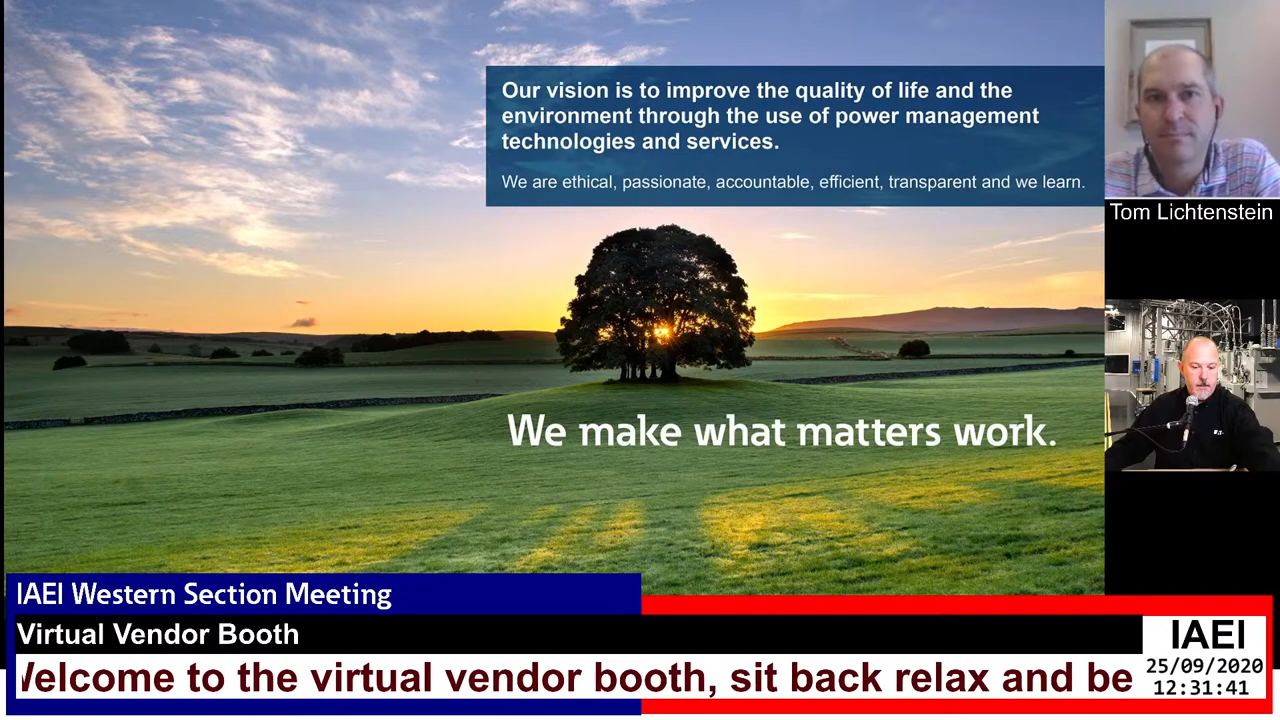 Our vision is to improve the quality of life and the
environment through the use of power management
technologies and services.
We are ethical, passionate, accountable, efficient, transparent and we learn.
Tom Lichtenstein
We make what matters work.
IAEI Western Section Meeting
Virtual Vendor Booth
Welcome to the virtual vendor booth, sit back relax and be
IAEI
25/09/2020
12:31:41